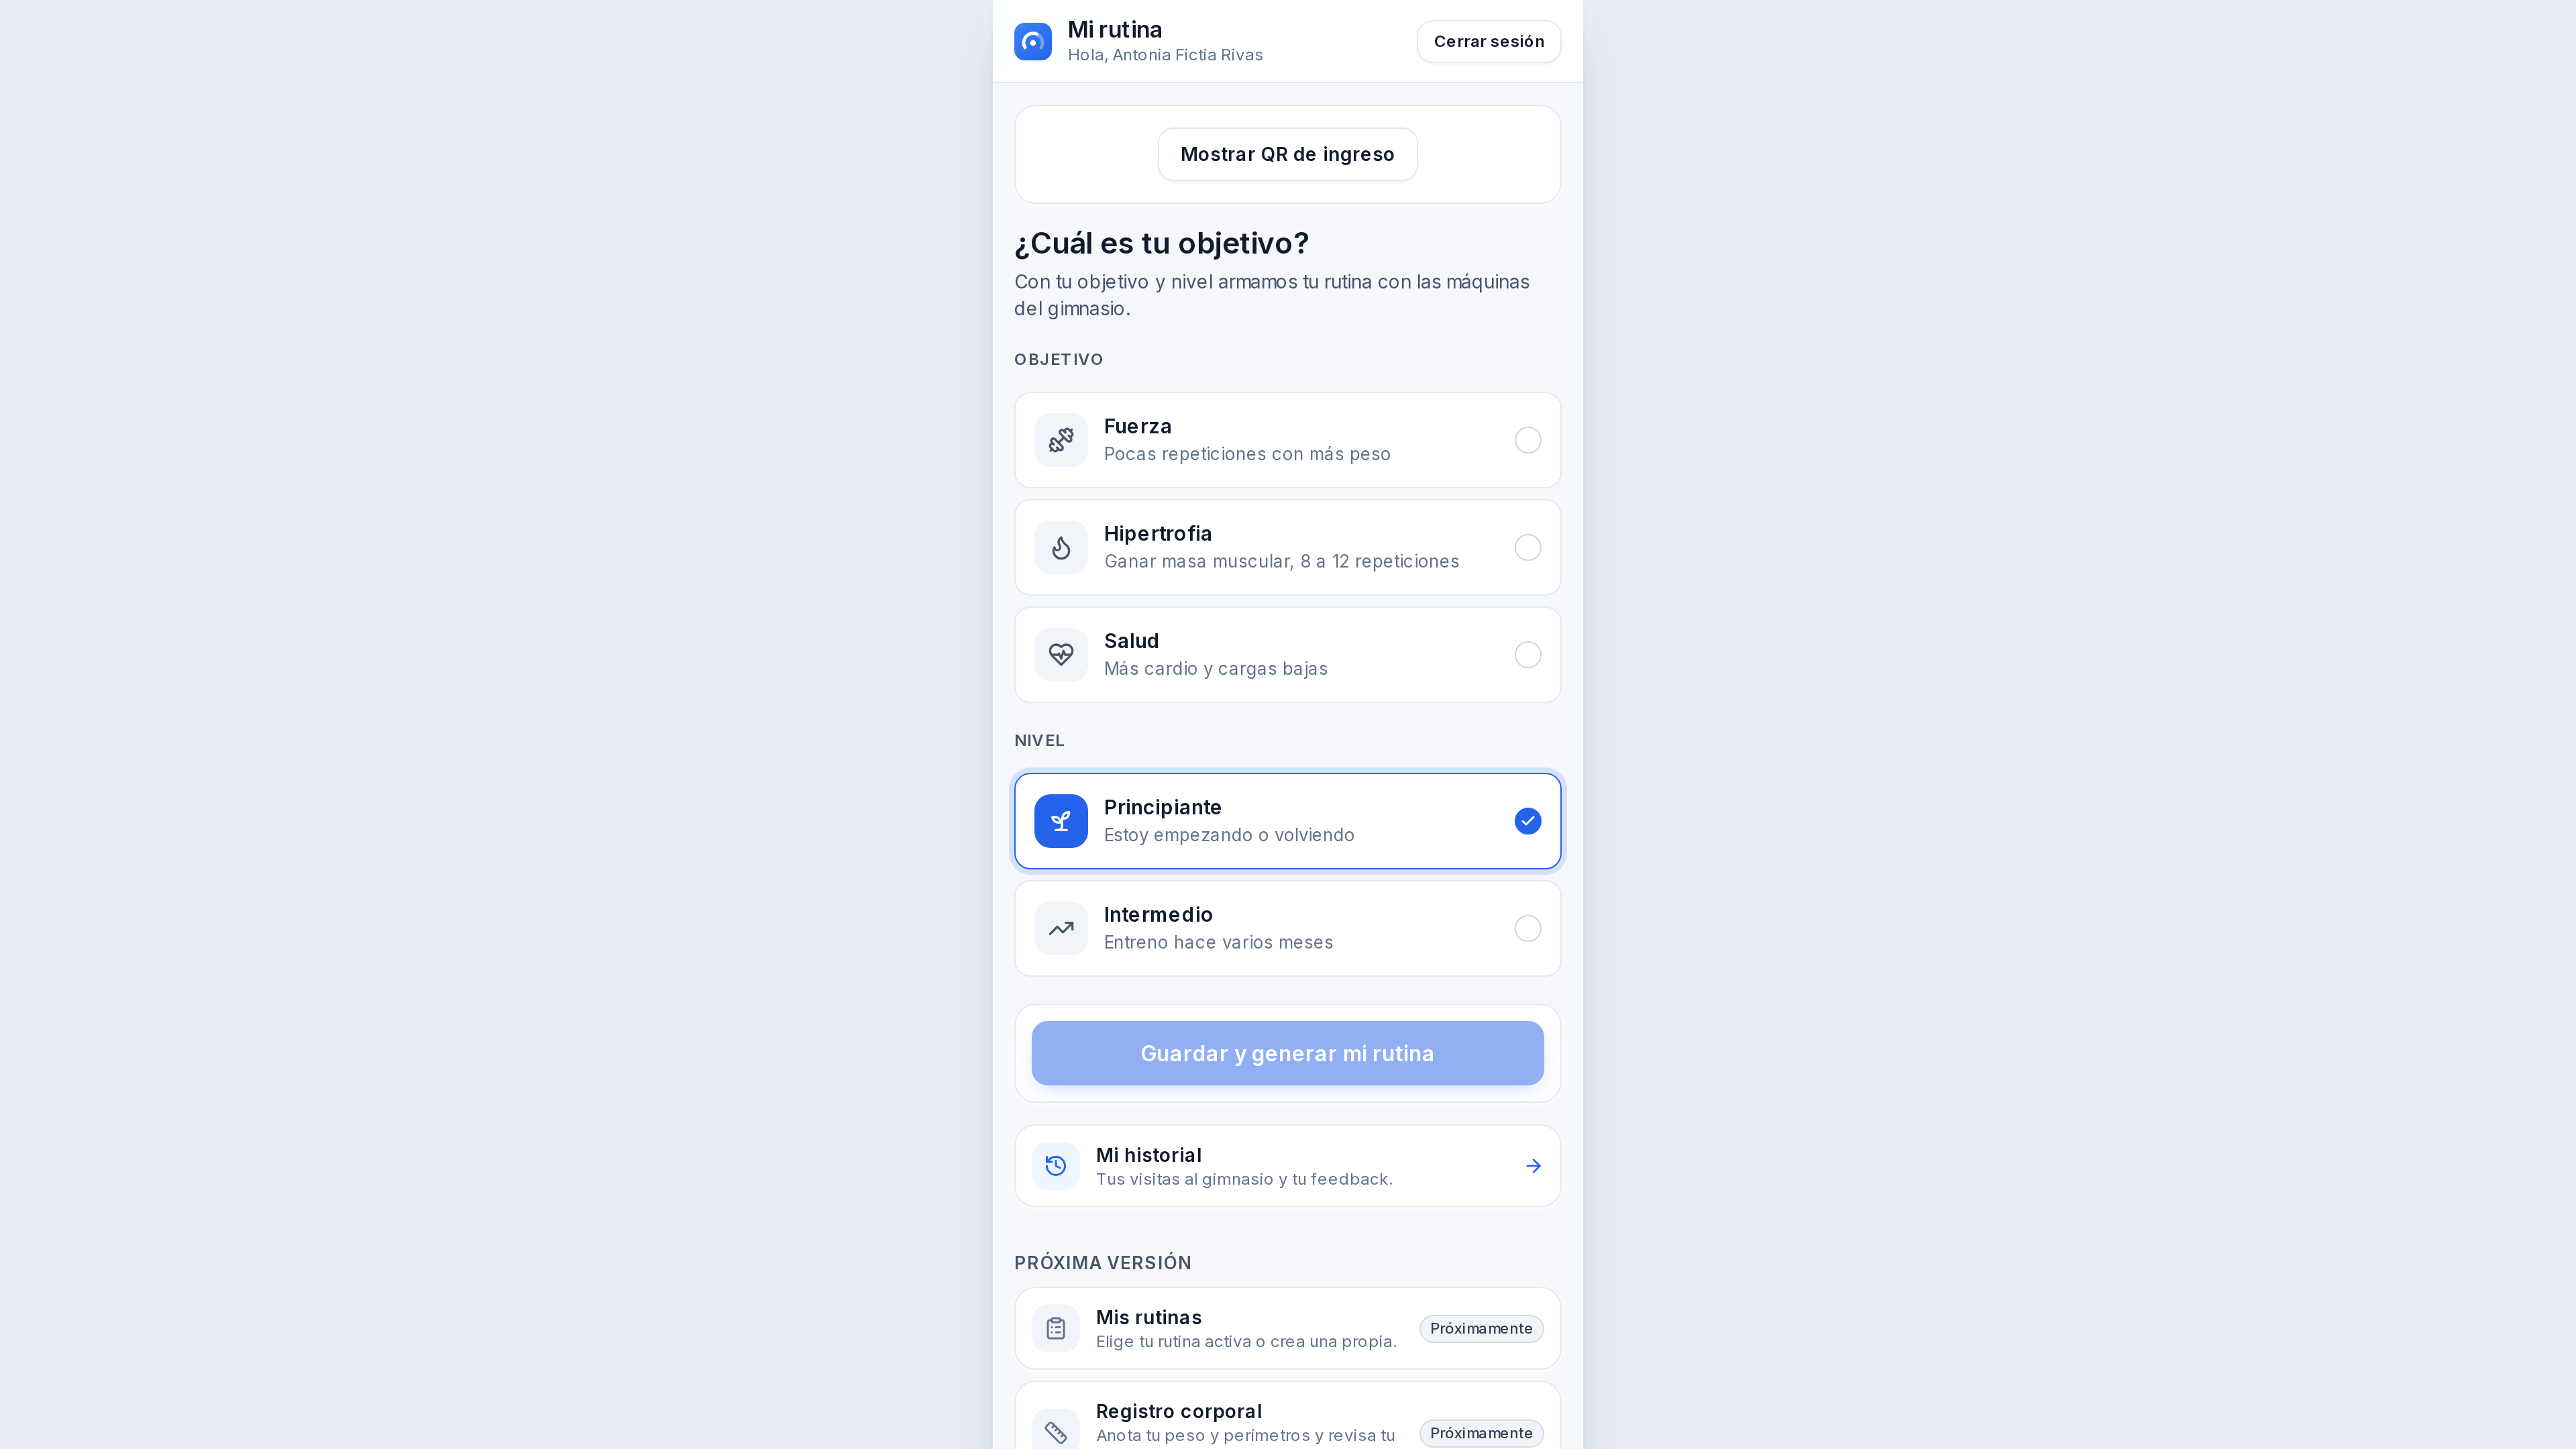 Mi rutina
Hola, Antonia Fictia Rivas
Cerrar sesión
Mostrar QR de ingreso
¿Cuál es tu objetivo?
Con tu objetivo y nivel armamos tu rutina con las máquinas
del gimnasio.
OBJETIVO
Fuerza
Pocas repeticiones con más peso
Hipertrofia
Ganar masa muscular, 8 a 12 repeticiones
Salud
Más cardio y cargas bajas
NIVEL
Principiante
Estoy empezando o volviendo
Intermedio
Entreno hace varios meses
Guardar y generar mi rutina
Mi historial
Tus visitas al gimnasio y tu feedback.
PRÓXIMA VERSIÓN
Mis rutinas
Elige tu rutina activa o crea una propia.
Próximamente
Registro corporal
Anota tu peso y perímetros y revisa tu
Próximamente